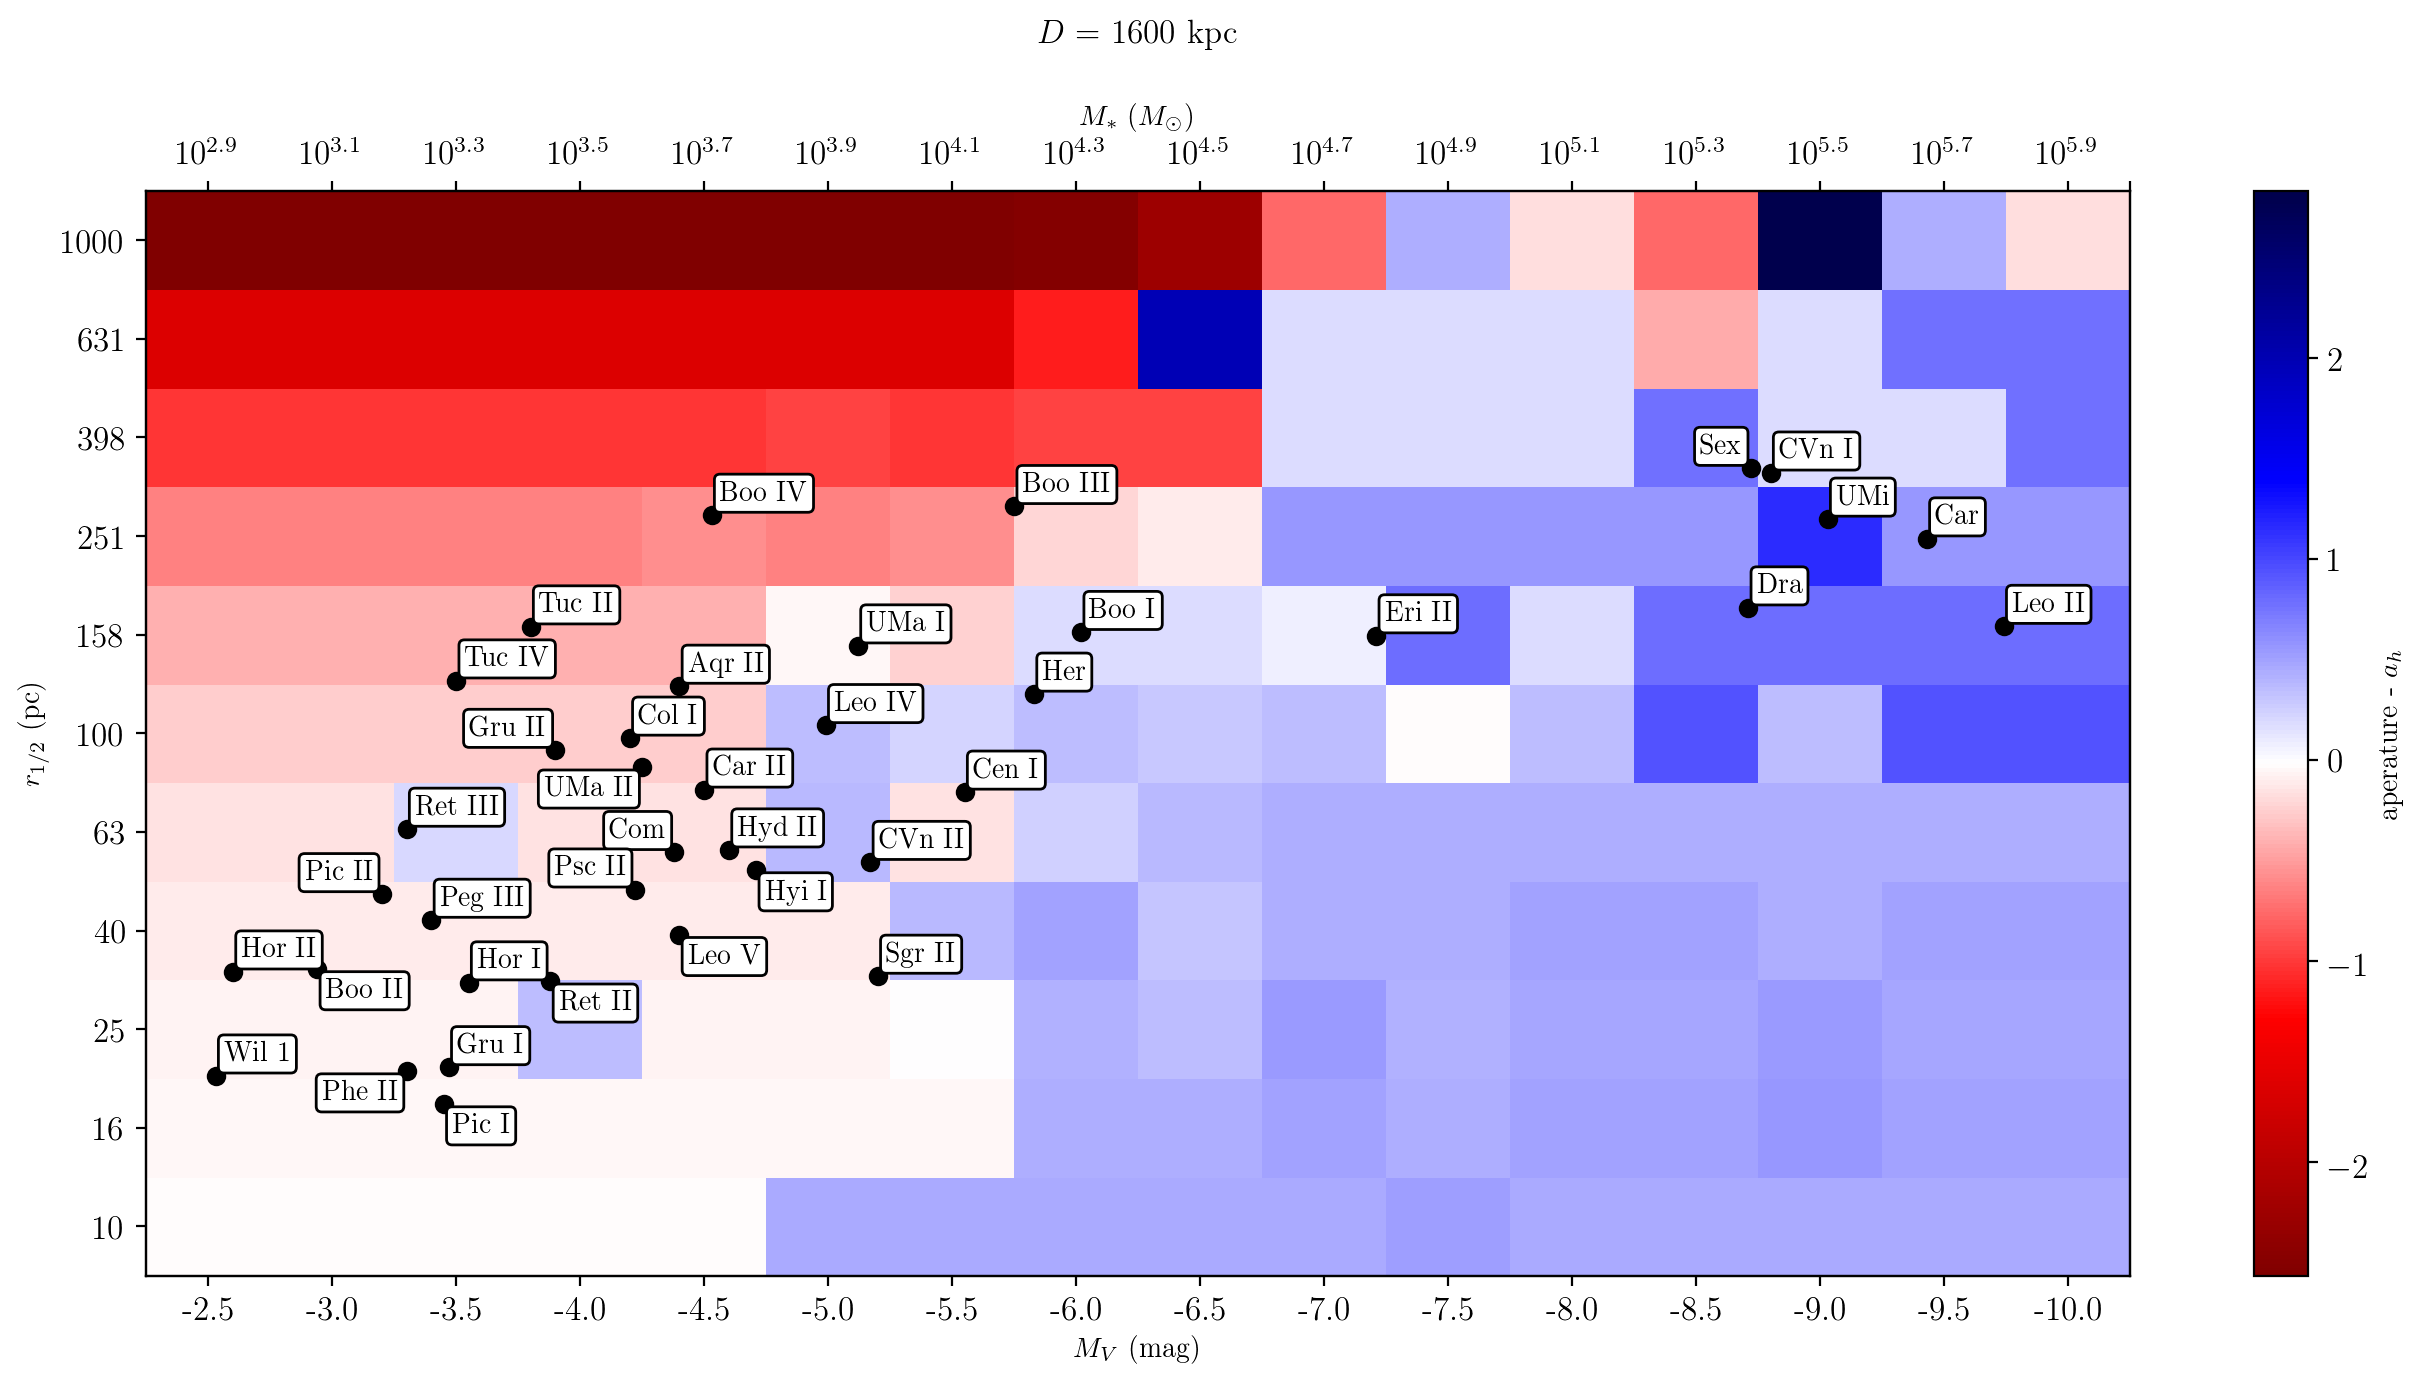 D = 1600 kpc
M* (M⊙)
10^2.9 10^3.1 10^3.3 10^3.5 10^3.7 10^3.9 10^4.1 10^4.3 10^4.5 10^4.7 10^4.9 10^5.1 10^5.3 10^5.5 10^5.7 10^5.9
1000
631
398
251
158
100
63
40
25
16
10
r1/2 (pc)
Sex
CVn I
Boo IV
Boo III
UMi
Car
Dra
Tuc II
Leo II
UMa I
Boo I
Eri II
Tuc IV
Aqr II
Her
Leo IV
Col I
Gru II
Car II
Cen I
UMa II
Ret III
Com
Hyd II
CVn II
Pic II
Psc II
Peg III
Hyi I
Hor II
Hor I
Leo V
Sgr II
Boo II
Ret II
Wil 1
Gru I
Phe II
Pic I
-2.5 -3.0 -3.5 -4.0 -4.5 -5.0 -5.5 -6.0 -6.5 -7.0 -7.5 -8.0 -8.5 -9.0 -9.5 -10.0
M_V (mag)
2
1
0
−1
−2
aperature - a_h